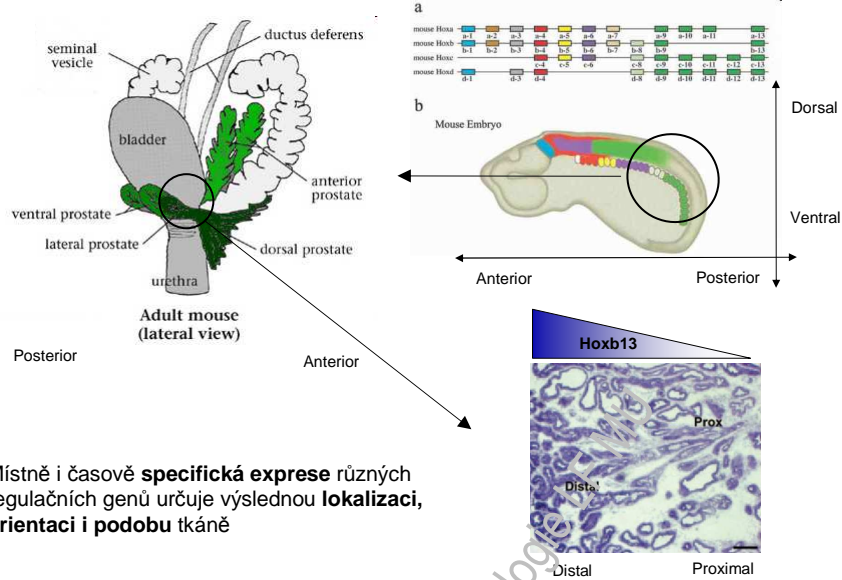 ductus deferens
seminal
vesicle
bladder
anterior
prostate
ventral prostate
lateral prostate
dorsal prostate
urethra
Adult mouse
(lateral view)
Posterior
Anterior
a
mouse Hoxa
a-1 a-2 a-3 a-4 a-5 a-6 a-7 a-9 a-10 a-11 a-13
mouse Hoxb
b-1 b-2 b-3 b-4 b-5 b-6 b-7 b-8 b-9 b-13
mouse Hoxc
c-4 c-5 c-6 c-8 c-9 c-10 c-11 c-12 c-13
mouse Hoxd
d-1 d-3 d-4 d-8 d-9 d-10 d-11 d-12 d-13
b
Mouse Embryo
Dorsal
Ventral
Anterior
Posterior
Hoxb13
Prox
Distal
Distal
Proximal
ístně i časově specifická exprese různých
egulačních genů určuje výslednou lokalizaci,
rientaci i podobu tkáně